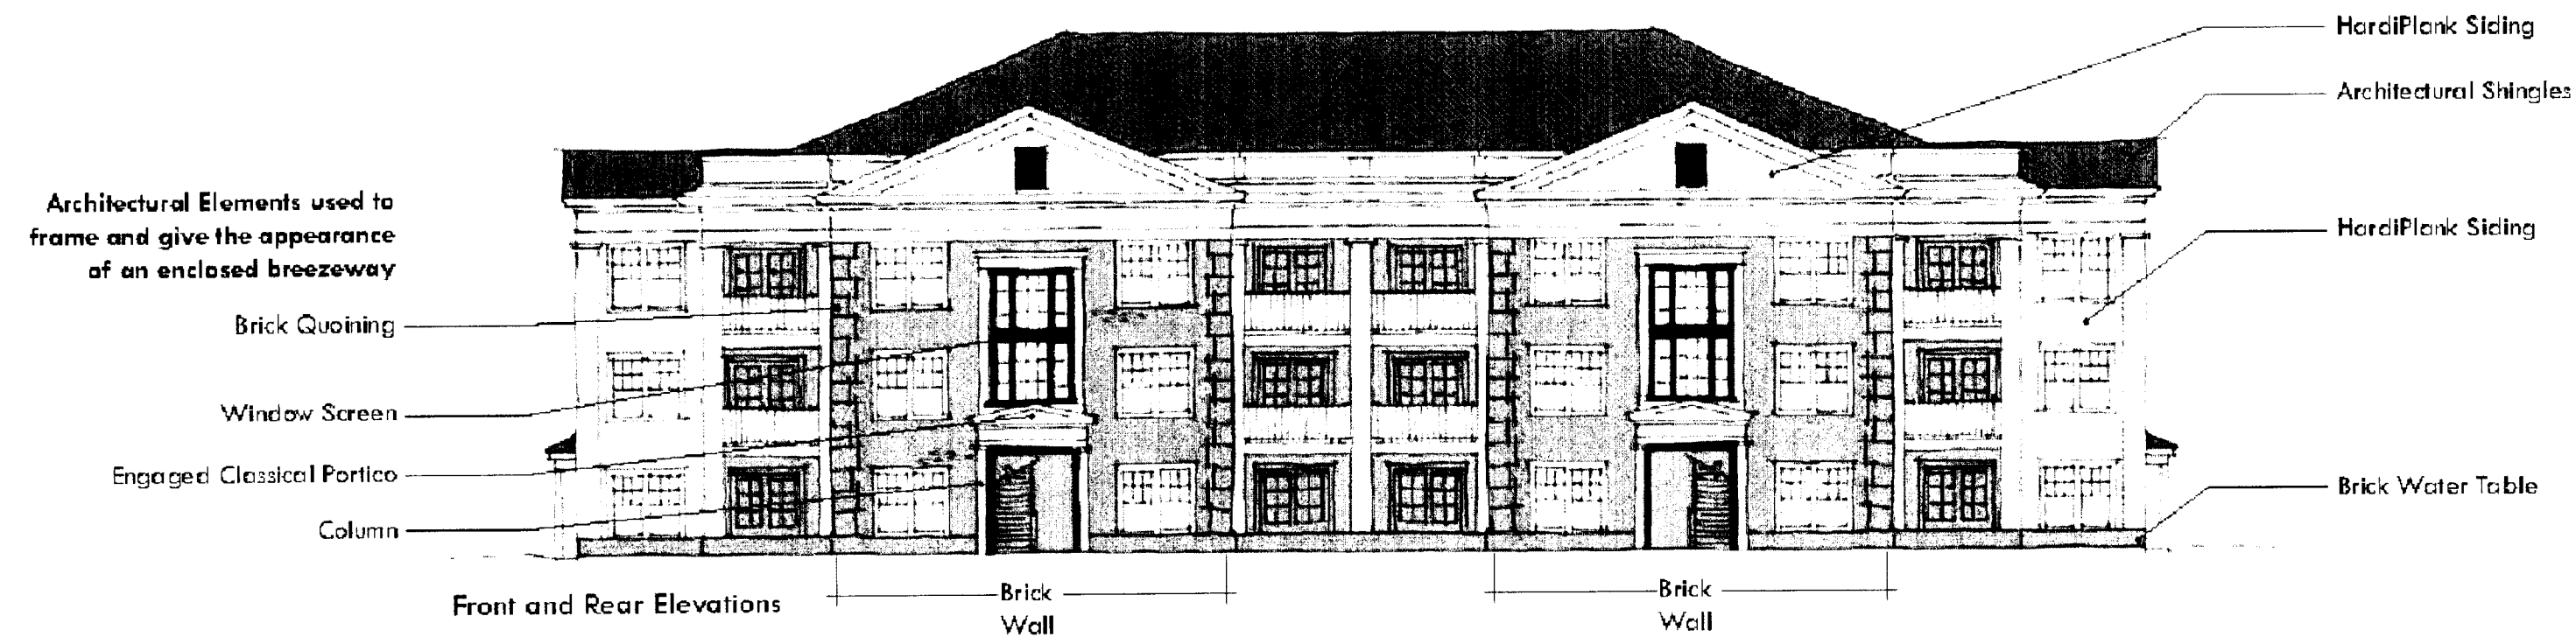 HardiPlank Siding
Architectural Shingles
Architectural Elements used to
frame and give the appearance
of an enclosed breezeway
HardiPlank Siding
Brick Quoining
Window Screen
Engaged Classical Portico
Column
Brick Water Table
Front and Rear Elevations
Brick
Wall
Brick
Wall